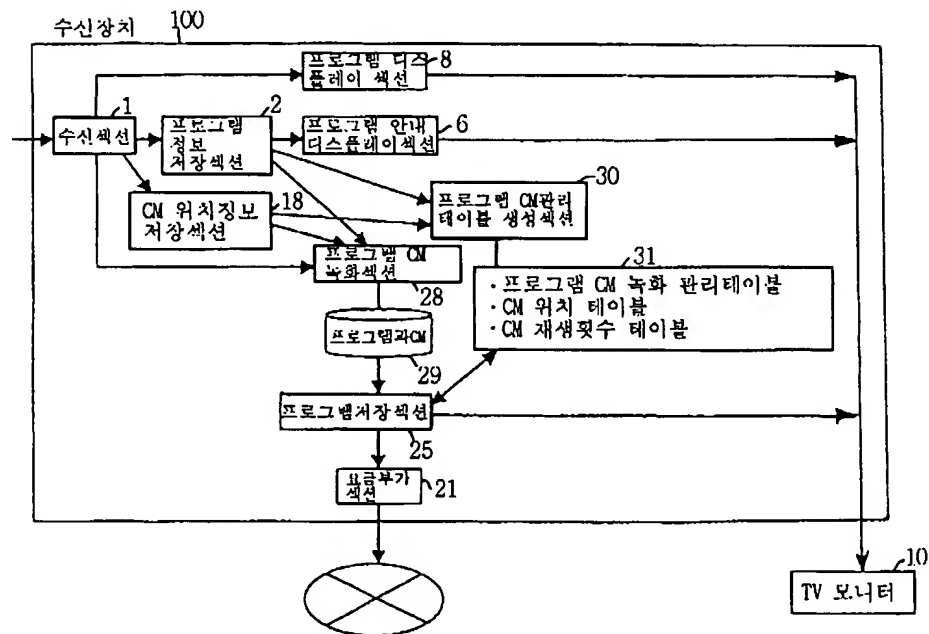 수신장치
100
프로그램 디스
플레이 섹션
8
1
수신섹션
2
프로그램
정보
저장섹션
프로그램 안내
디스플레이섹션
6
30
프로그램 CM관리
테이블 생성섹션
CM 위치정보
저장섹션
18
프로그램 CM
녹화섹션
28
31
· 프로그램 CM 녹화 관리테이블
· CM 위치 테이블
· CM 재생횟수 테이블
프로그램과CM
29
프로그램저장섹션
25
요금부가
섹션
21
10
TV 모니터